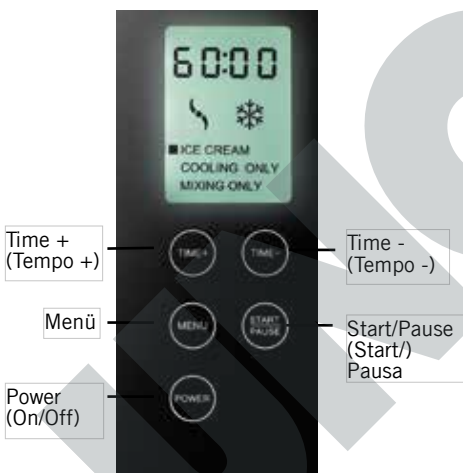 60:00
ICE CREAM
COOLING ONLY
MIXING ONLY
Time +
(Tempo +)
TIME+
TIME-
Time -
(Tempo -)
Menü
MENU
START
PAUSE
Start/Pause
(Start/)
Pausa
Power
(On/Off)
POWER